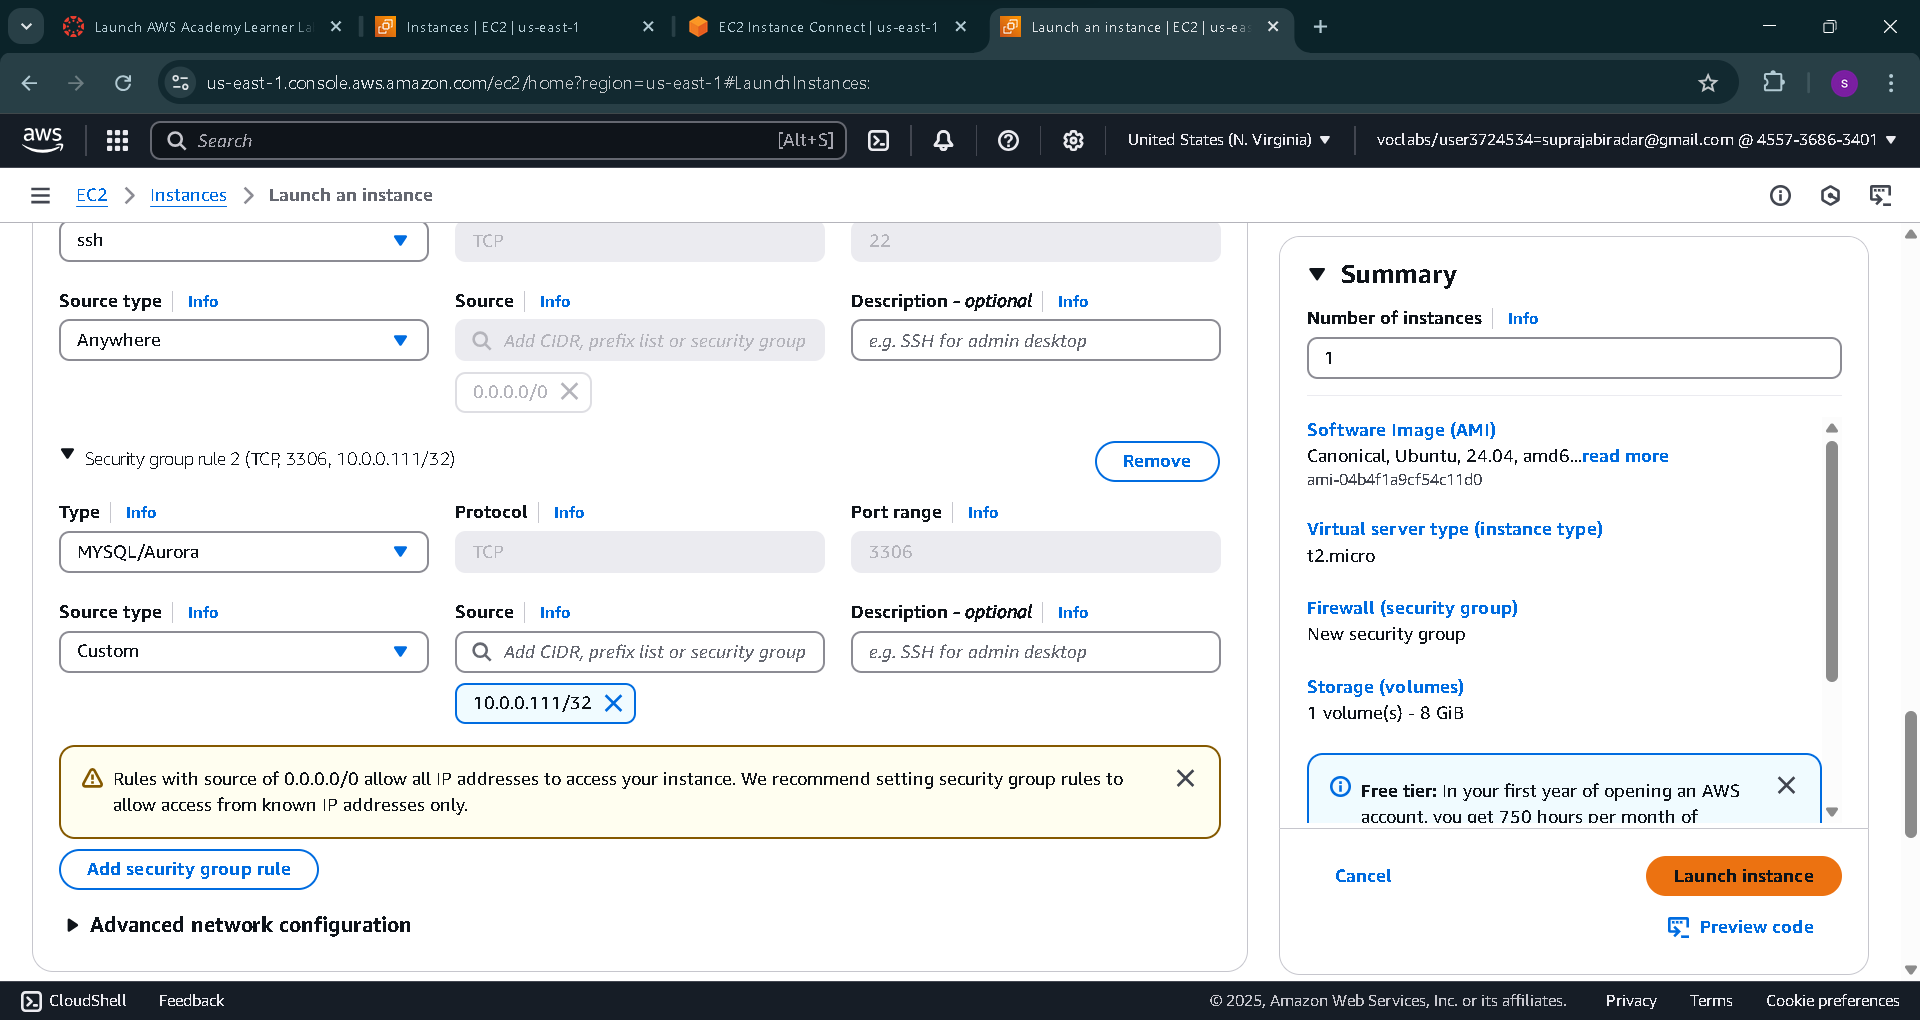 Launch AWS Academy Learner La
Instances | EC2 | us-east-1
EC2 Instance Connect | us-east-1
Launch an instance | EC2 | us-eas
us-east-1.console.aws.amazon.com/ec2/home?region=us-east-1#LaunchInstances:
S
aws
Search
[Alt+S]
United States (N. Virginia)
voclabs/user3724534=suprajabiradar@gmail.com @ 4557-3686-3401
EC2
Instances
Launch an instance
ssh
TCP
22
Source type
Info
Source
Info
Description - optional
Info
Anywhere
Add CIDR, prefix list or security group
e.g. SSH for admin desktop
0.0.0.0/0
Security group rule 2 (TCP, 3306, 10.0.0.111/32)
Remove
Type
Info
Protocol
Info
Port range
Info
MYSQL/Aurora
TCP
3306
Source type
Info
Source
Info
Description - optional
Info
Custom
Add CIDR, prefix list or security group
e.g. SSH for admin desktop
10.0.0.111/32
Rules with source of 0.0.0.0/0 allow all IP addresses to access your instance. We recommend setting security group rules to
allow access from known IP addresses only.
Add security group rule
Advanced network configuration
Summary
Number of instances
Info
1
Software Image (AMI)
Canonical, Ubuntu, 24.04, amd6...read more
ami-04b4f1a9cf54c11d0
Virtual server type (instance type)
t2.micro
Firewall (security group)
New security group
Storage (volumes)
1 volume(s) - 8 GiB
Free tier: In your first year of opening an AWS
account, you get 750 hours per month of
Cancel
Launch instance
Preview code
CloudShell
Feedback
© 2025, Amazon Web Services, Inc. or its affiliates.
Privacy
Terms
Cookie preferences